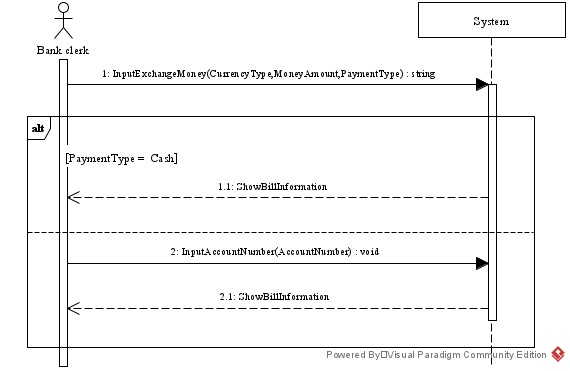 System
Bank clerk
1: InputExchangeMoney(CurrencyType,MoneyAmount,PaymentType) : string
alt
[PaymentType = Cash]
1.1: ShowBillInformation
2: InputAccountNumber(AccountNumber) : void
2.1: ShowBillInformation
Powered By□Visual Paradigm Community Edition